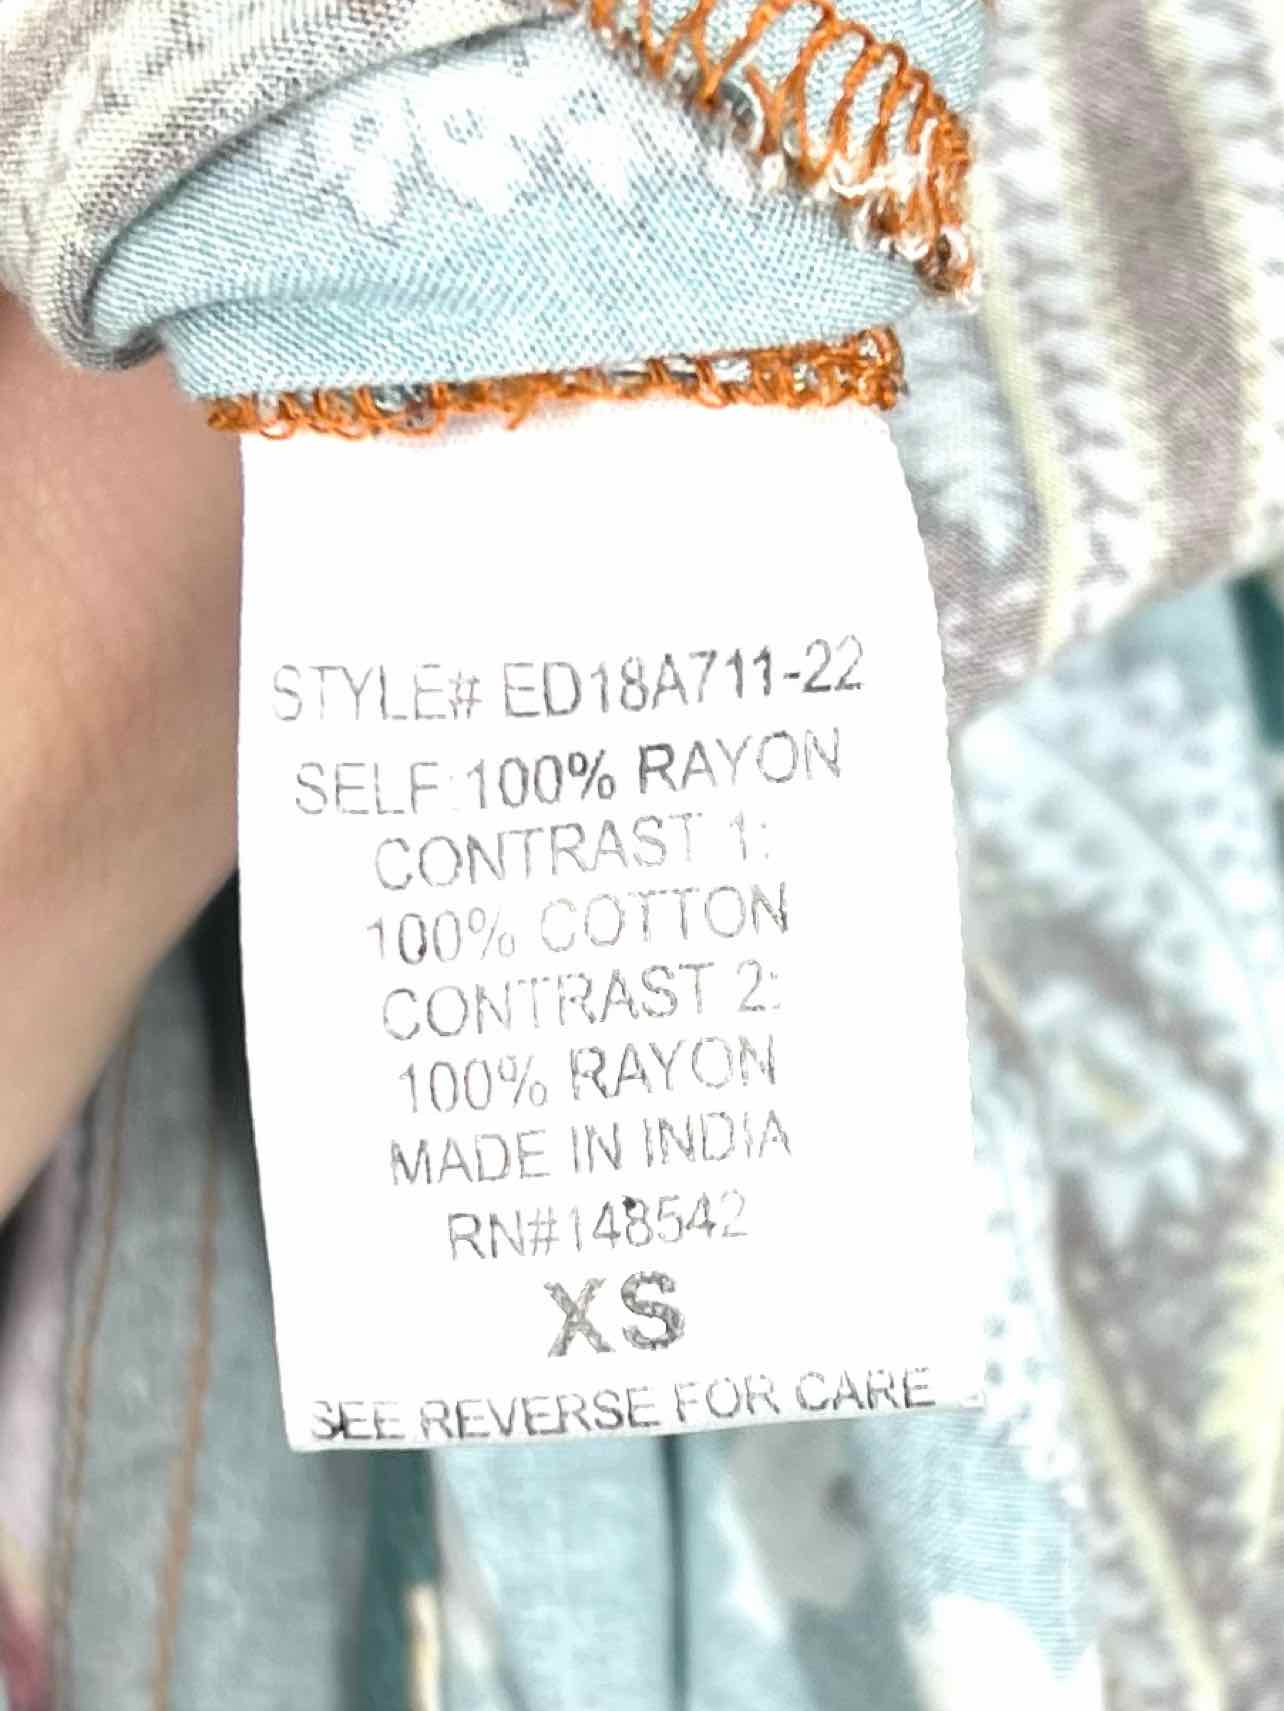 STYLE# ED18A711-22
SELF:100% RAYON
CONTRAST 1:
100% COTTON
CONTRAST 2:
100% RAYON
MADE IN INDIA
RN#148542
XS
SEE REVERSE FOR CARE